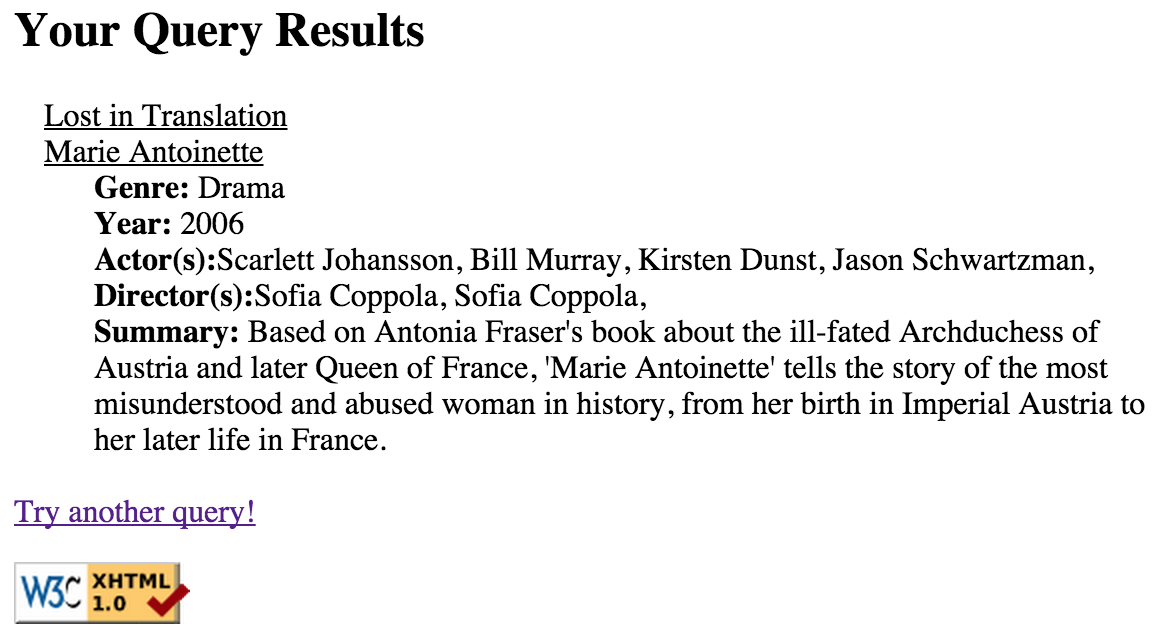 Your Query Results
Lost in Translation
Marie Antoinette
Genre: Drama
Year: 2006
Actor(s):Scarlett Johansson, Bill Murray, Kirsten Dunst, Jason Schwartzman,
Director(s):Sofia Coppola, Sofia Coppola,
Summary: Based on Antonia Fraser's book about the ill-fated Archduchess of
Austria and later Queen of France, 'Marie Antoinette' tells the story of the most
misunderstood and abused woman in history, from her birth in Imperial Austria to
her later life in France.
Try another query!
W3C XHTML
1.0